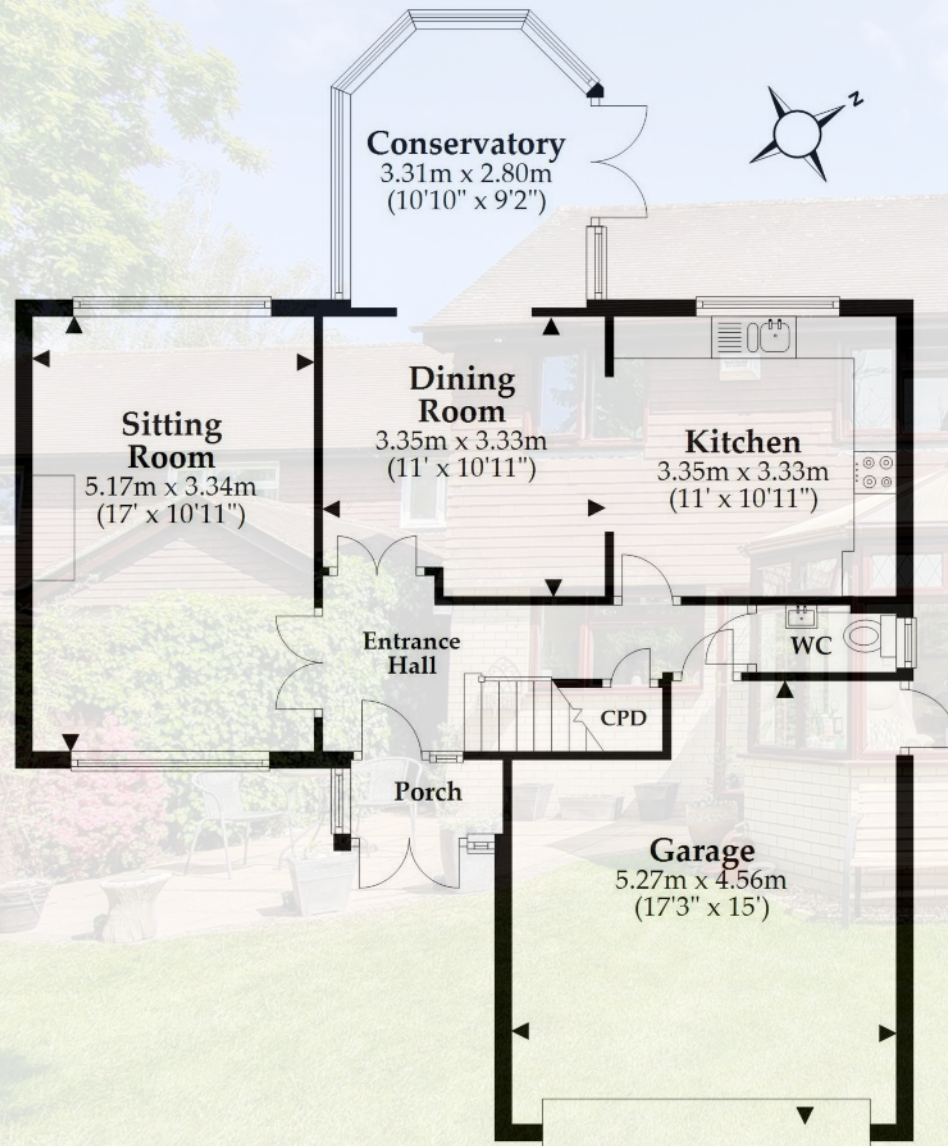 Conservatory
3.31m x 2.80m
(10'10" x 9'2")
N
Dining
Room
3.35m x 3.33m
(11' x 10'11")
Sitting
Room
5.17m x 3.34m
(17' x 10'11")
Kitchen
3.35m x 3.33m
(11' x 10'11")
Entrance
Hall
WC
CPD
Porch
Garage
5.27m x 4.56m
(17'3" x 15')